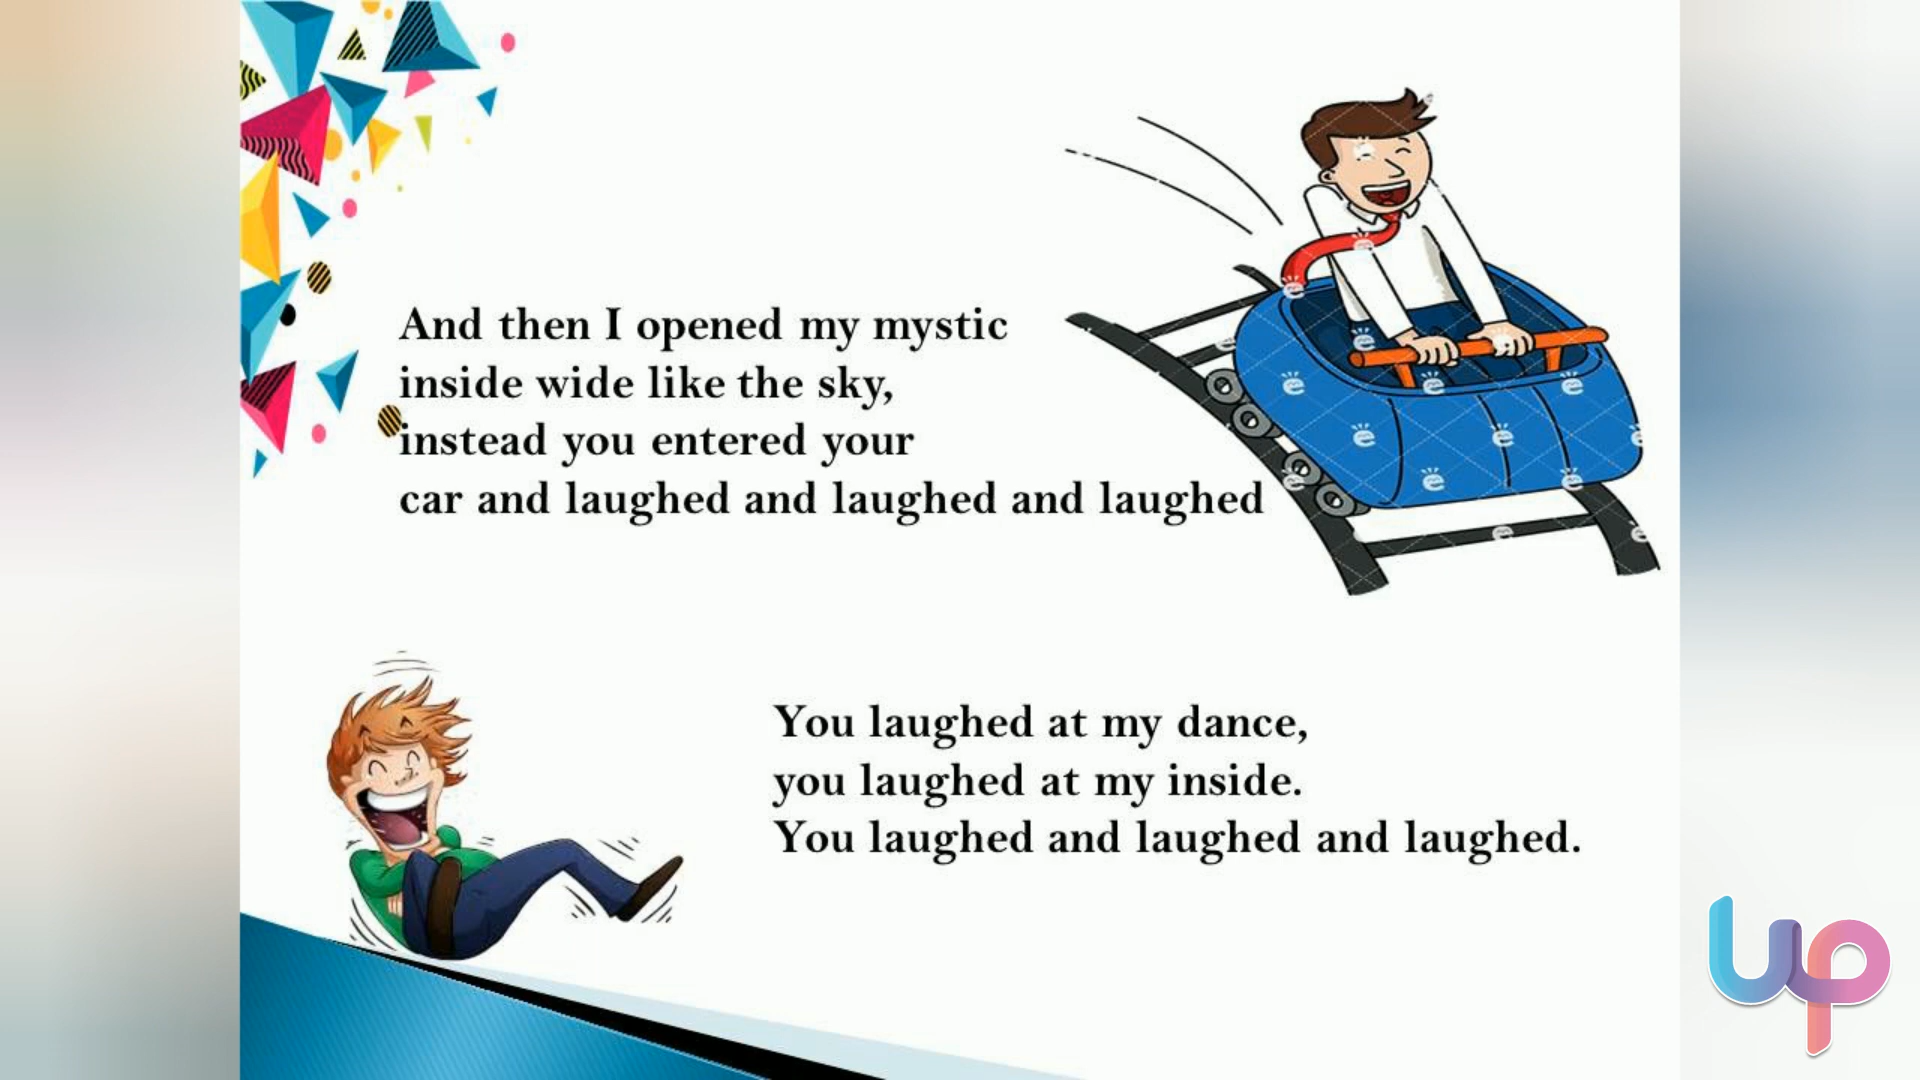 And then I opened my mystic
inside wide like the sky,
instead you entered your
car and laughed and laughed and laughed
You laughed at my dance,
you laughed at my inside.
You laughed and laughed and laughed.
up